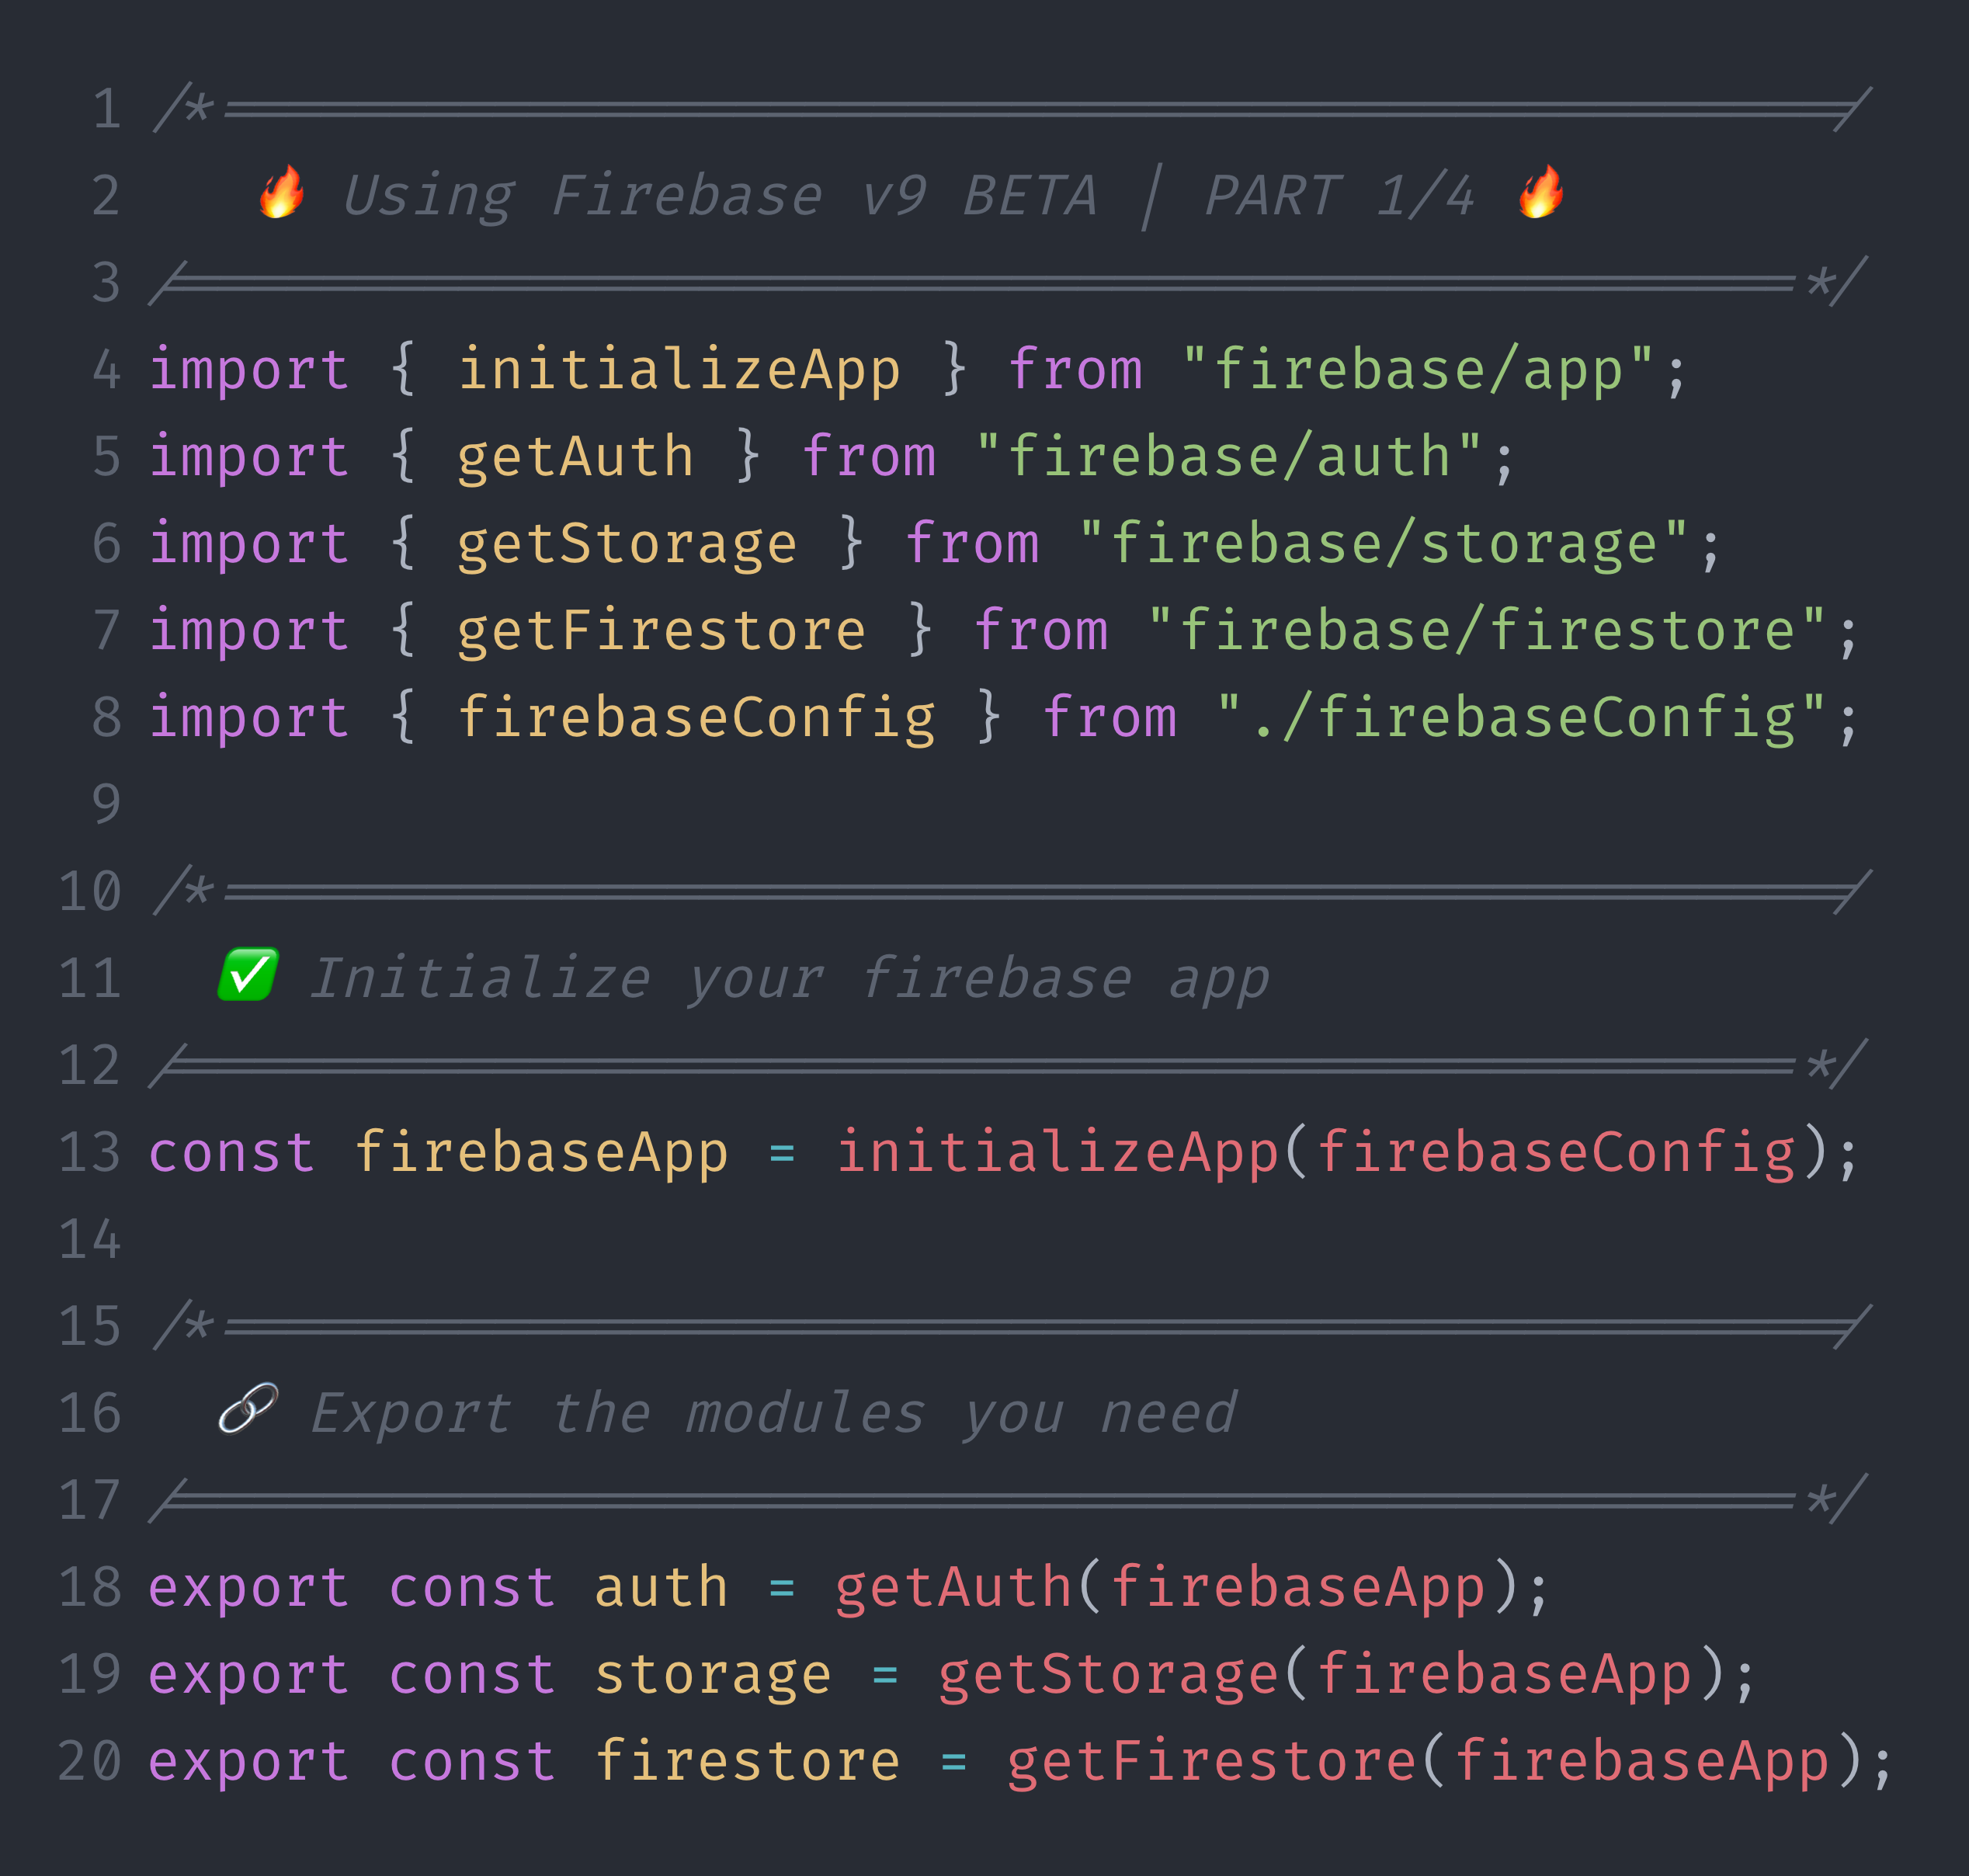 1 /*================================================/
2 🔥 Using Firebase v9 BETA | PART 1/4 🔥
3 /================================================*/
4 import { initializeApp } from "firebase/app";
5 import { getAuth } from "firebase/auth";
6 import { getStorage } from "firebase/storage";
7 import { getFirestore } from "firebase/firestore";
8 import { firebaseConfig } from "./firebaseConfig";
9
10 /*================================================/
11 ✅ Initialize your firebase app
12 /================================================*/
13 const firebaseApp = initializeApp(firebaseConfig);
14
15 /*================================================/
16 🔗 Export the modules you need
17 /================================================*/
18 export const auth = getAuth(firebaseApp);
19 export const storage = getStorage(firebaseApp);
20 export const firestore = getFirestore(firebaseApp);